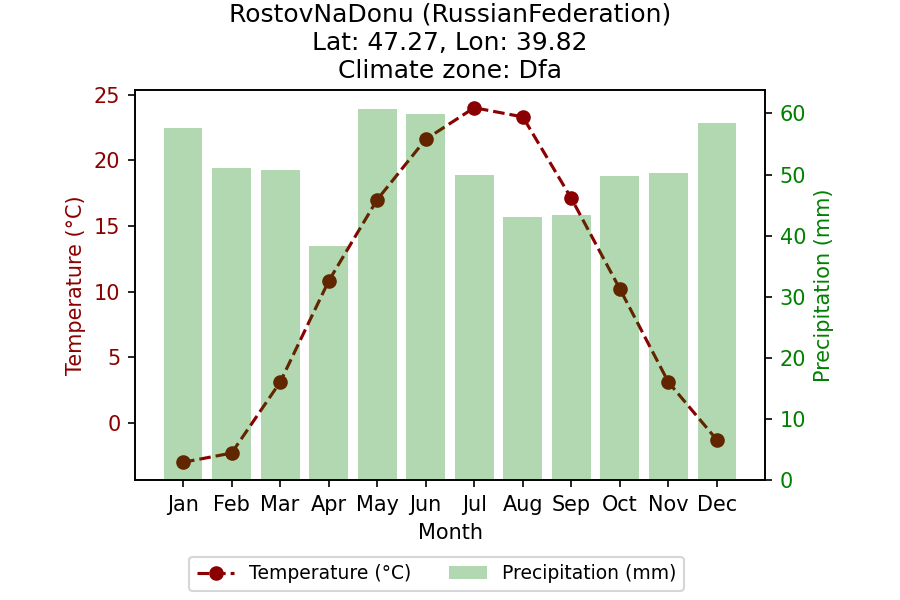 RostovNaDonu (RussianFederation)
Lat: 47.27, Lon: 39.82
Climate zone: Dfa
25
20
15
10
5
0
Temperature (°C)
60
50
40
30
20
10
0
Precipitation (mm)
Jan Feb Mar Apr May Jun Jul Aug Sep Oct Nov Dec
Month
Temperature (°C) Precipitation (mm)